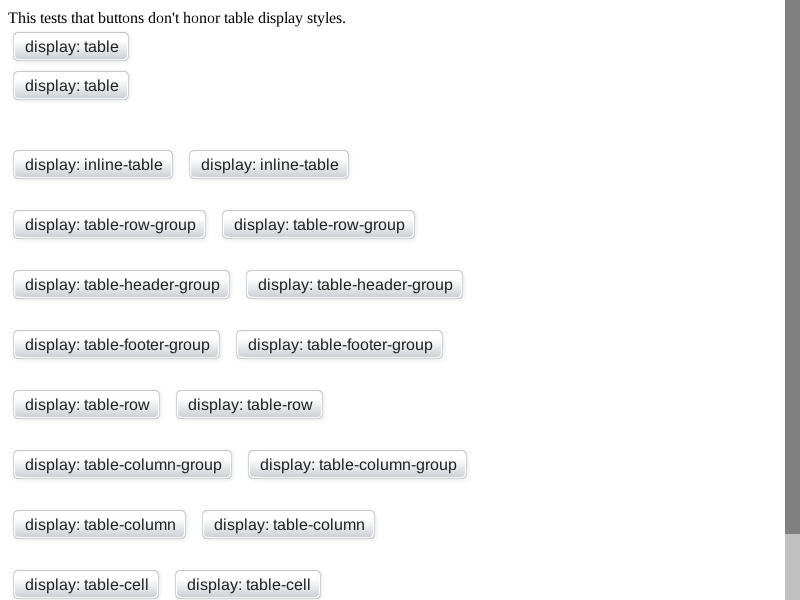 This tests that buttons don't honor table display styles.
display: table
display: table
display: inline-table display: inline-table
display: table-row-group display: table-row-group
display: table-header-group display: table-header-group
display: table-footer-group display: table-footer-group
display: table-row display: table-row
display: table-column-group display: table-column-group
display: table-column display: table-column
display: table-cell display: table-cell